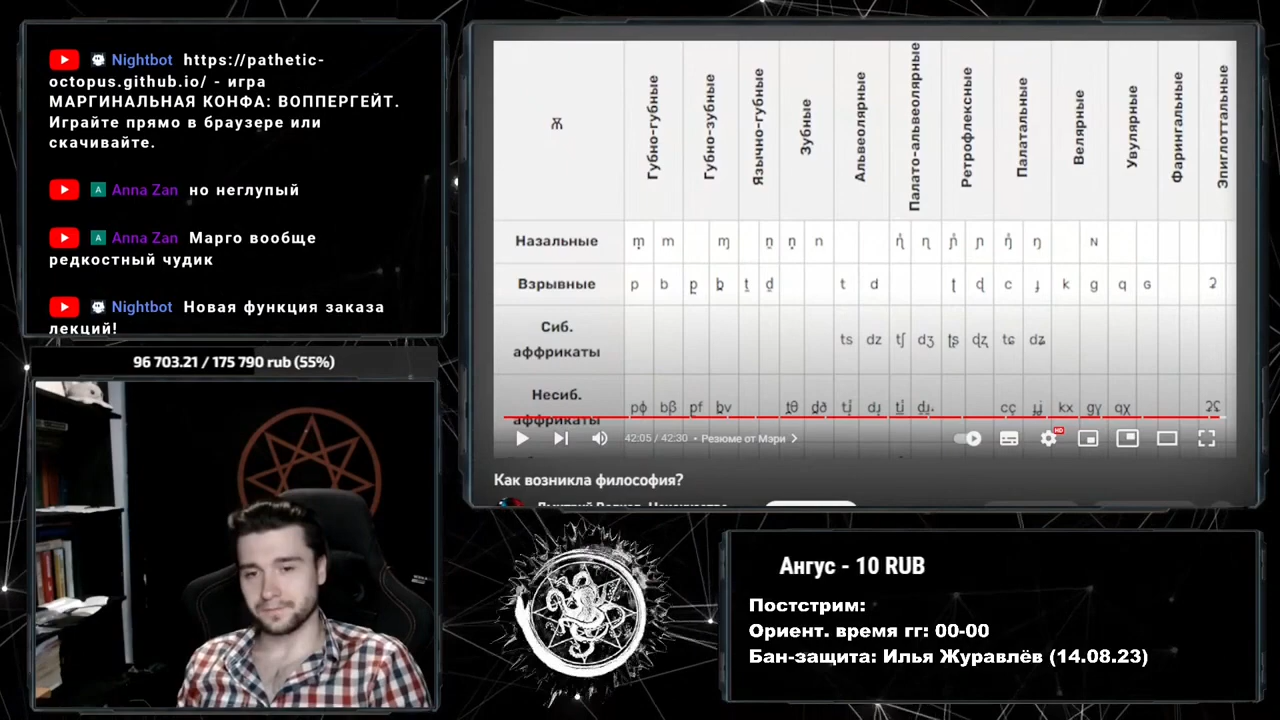 Nightbot https://pathetic-
octopus.github.io/ - игра
МАРГИНАЛЬНАЯ КОНФА: ВОППЕРГЕЙТ.
Играйте прямо в браузере или
скачивайте.
A Anna Zan но неглупый
A Anna Zan Марго вообще
редкостный чудик
Nightbot Новая функция заказа
лекций!
96 703.21 / 175 790 rub (55%)
Ѫ Губно-губные Губно-зубные Язычно-губные Зубные Альвеолярные Палато-альвеолярные Ретрофлексные Палатальные Велярные Увулярные Фарингальные Эпиглоттальные
Назальные m̥ m ɱ n̼ n̥ n ɳ̊ ɳ ɲ̊ ɲ ŋ̊ ŋ ɴ
Взрывные p b p̪ b̪ t̼ d̼ t d ʈ ɖ c ɟ k g q ɢ ʡ
Сиб.
аффрикаты ts dz tʃ dʒ ʈʂ ɖʐ tɕ dʑ
Несиб.
аффрикаты pɸ bβ pf b̪v t̪θ d̪ð cç ɟʝ kx gɣ qχ
42:05 / 42:30 • Резюме от Мэри
HD
Как возникла философия?
Ангус - 10 RUB
Постстрим:
Ориент. время гг: 00-00
Бан-защита: Илья Журавлёв (14.08.23)